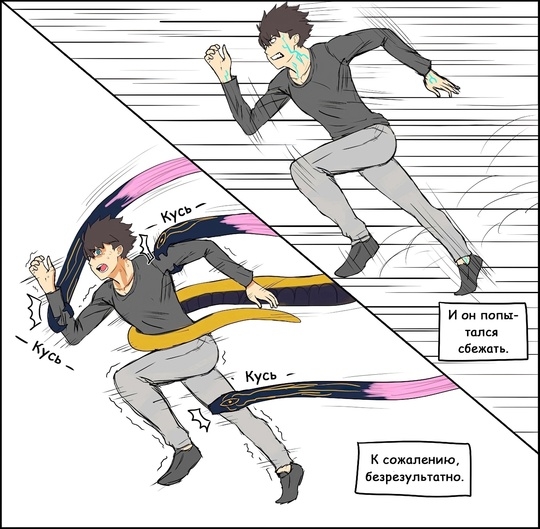 И он попы-
тался
сбежать.
– Кусь –
– Кусь –
– Кусь –
К сожалению,
безрезультатно.